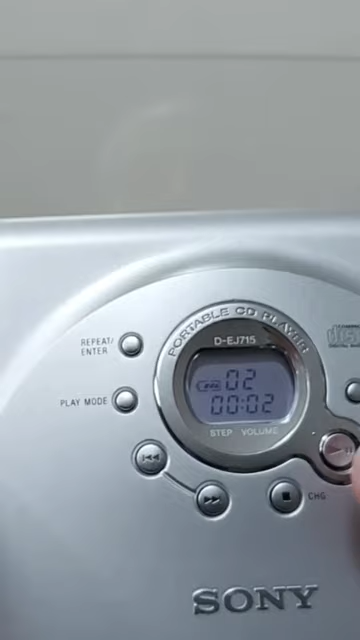 PORTABLE CD PLAYER
D-EJ715
REPEAT/
ENTER
02
PLAY MODE
00:02
STEP VOLUME
CHG
SONY